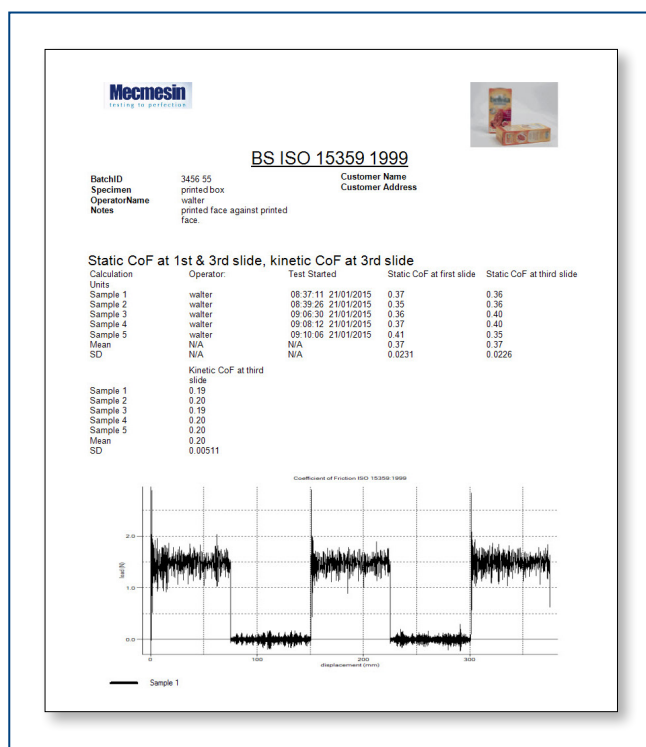 Mecmesin
testing to perfection
BS ISO 15359 1999
BatchID 3456 55 Customer Name
Specimen printed box Customer Address
OperatorName walter
Notes printed face against printed
face.
Static CoF at 1st & 3rd slide, kinetic CoF at 3rd slide
Calculation Operator: Test Started Static CoF at first slide Static CoF at third slide
Units
Sample 1 walter 08:37:11 21/01/2015 0.37 0.36
Sample 2 walter 08:39:26 21/01/2015 0.35 0.36
Sample 3 walter 09:06:30 21/01/2015 0.36 0.40
Sample 4 walter 09:08:12 21/01/2015 0.37 0.40
Sample 5 walter 09:10:06 21/01/2015 0.41 0.35
Mean N/A N/A 0.37 0.37
SD N/A N/A 0.0231 0.0226
Kinetic CoF at third
slide
Sample 1 0.19
Sample 2 0.20
Sample 3 0.19
Sample 4 0.20
Sample 5 0.20
Mean 0.20
SD 0.00511
Coefficient of Friction ISO 15359 1999
2.0
load (N)
1.0
0.0
0 100 200 300
displacement (mm)
Sample 1